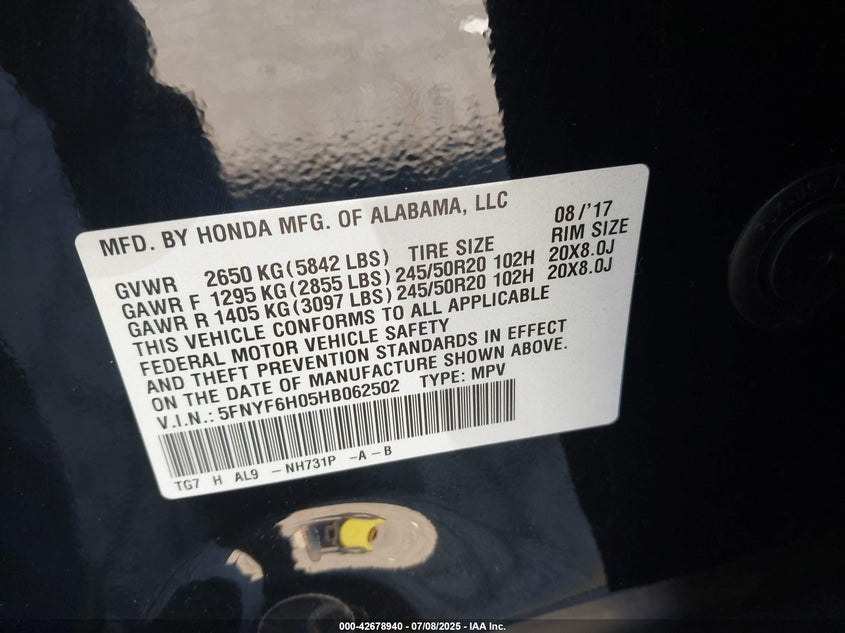 MFD. BY HONDA MFG. OF ALABAMA, LLC 08/'17
GVWR 2650 KG(5842 LBS) TIRE SIZE RIM SIZE
GAWR F 1295 KG(2855 LBS) 245/50R20 102H 20X8.0J
GAWR R 1405 KG(3097 LBS) 245/50R20 102H 20X8.0J
THIS VEHICLE CONFORMS TO ALL APPLICABLE
FEDERAL MOTOR VEHICLE SAFETY
AND THEFT PREVENTION STANDARDS IN EFFECT
ON THE DATE OF MANUFACTURE SHOWN ABOVE.
V.I.N.: 5FNYF6H05HB062502 TYPE: MPV
TG7 H AL9 -NH731P -A-B
000-42678940 - 07/08/2025 - IAA Inc.